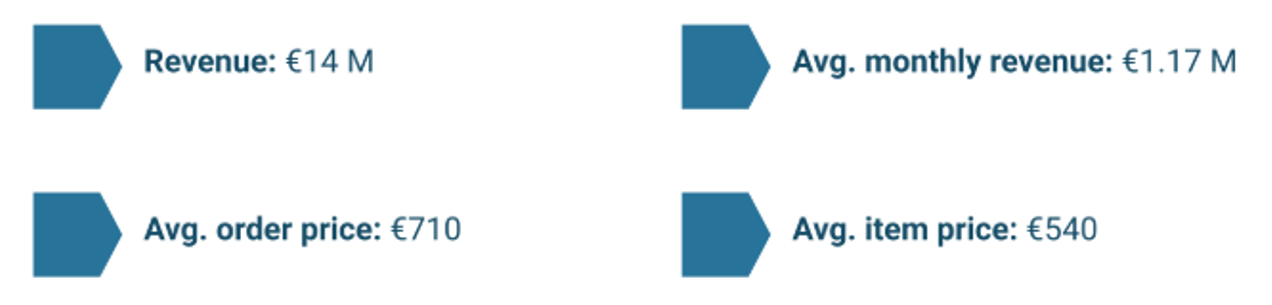 Revenue: €14 M
Avg. monthly revenue: €1.17 M
Avg. order price: €710
Avg. item price: €540